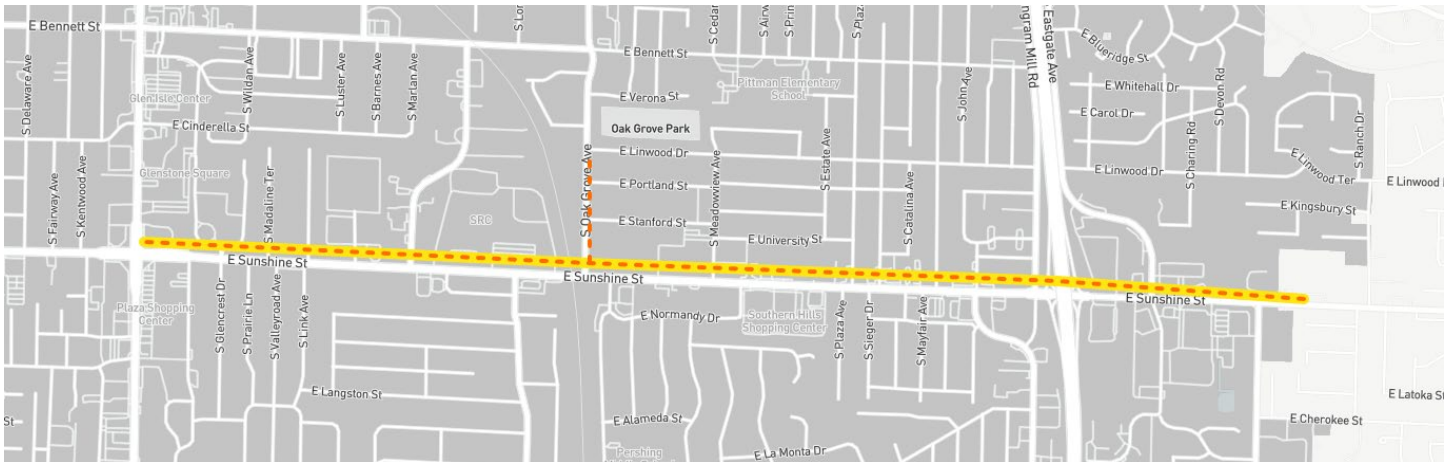 E Bennett St
S Delaware Ave
S Fairway Ave
S Kentwood Ave
Glen Isle Center
S Wildan Ave
E Cinderella St
Glenstone Square
S Madaline Ter
S Luster Ave
S Barnes Ave
S Marlan Ave
SRC
S Oak Grove Ave
E Bennett St
E Verona St
Oak Grove Park
E Linwood Dr
E Portland St
E Stanford St
S Meadowview Ave
E University St
Pittman Elementary
School
S Estate Ave
S Catalina Ave
S John Ave
Eastgate Ave
E Blueridge St
E Whitehall Dr
E Carol Dr
S Devon Rd
S Charing Rd
E Linwood Dr
E Linwood Ter
S Ranch Dr
E Kingsbury St
E Sunshine St
E Sunshine St
E Sunshine St
Plaza Shopping
Center
S Glencrest Dr
S Prairie Ln
S Valleyroad Ave
S Link Ave
E Langston St
E Normandy Dr
Southern Hills
Shopping Center
S Plaza Ave
S Sieger Dr
S Mayfair Ave
E Alameda St
Pershing
E La Monta Dr
E Latoka St
E Cherokee St